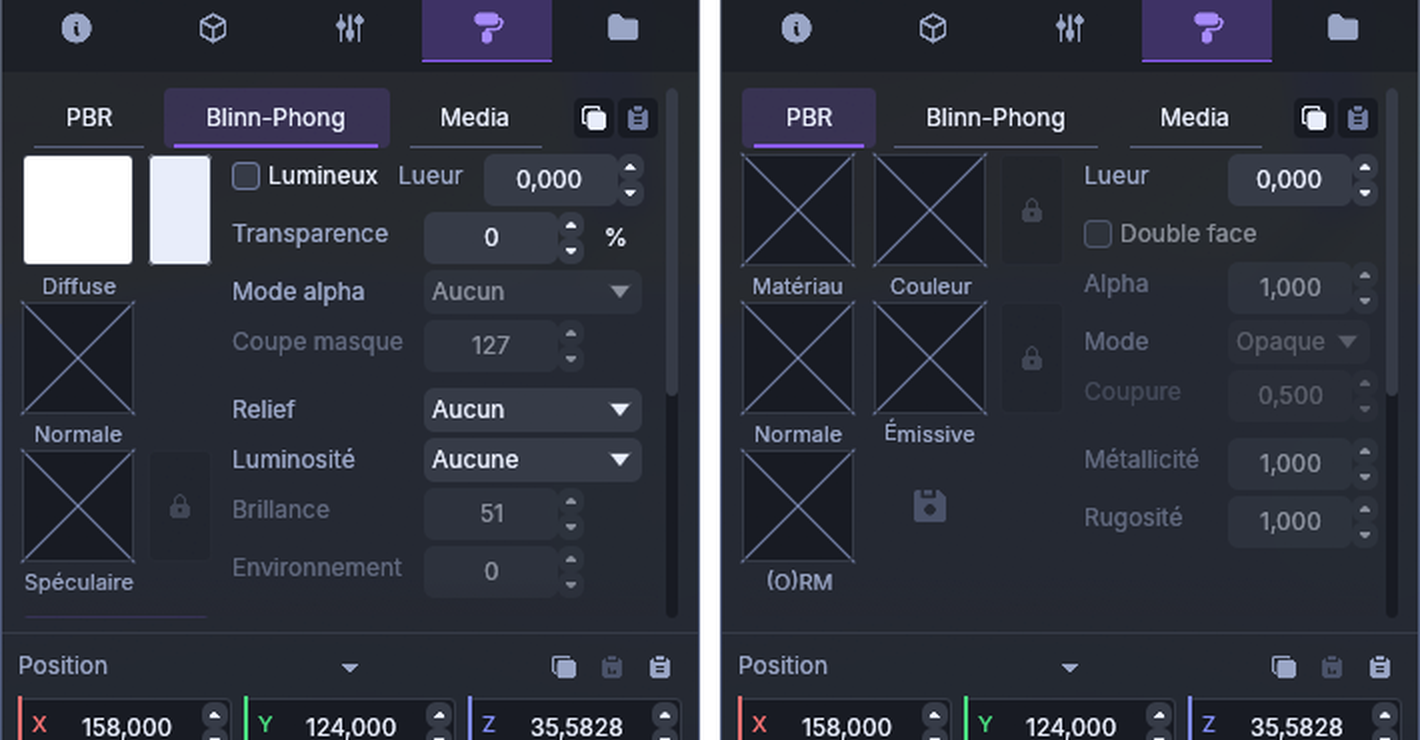 PBR Blinn-Phong Media
Lumineux Lueur 0,000
Transparence 0 %
Diffuse
Mode alpha Aucun
Coupe masque 127
Relief Aucun
Normale
Luminosité Aucune
Brillance 51
Environnement 0
Spéculaire
Position
X 158,000 Y 124,000 Z 35,5828
PBR Blinn-Phong Media
Lueur 0,000
Double face
Matériau Couleur
Alpha 1,000
Mode Opaque
Coupure 0,500
Normale Émissive
Métallicité 1,000
Rugosité 1,000
(O)RM
Position
X 158,000 Y 124,000 Z 35,5828